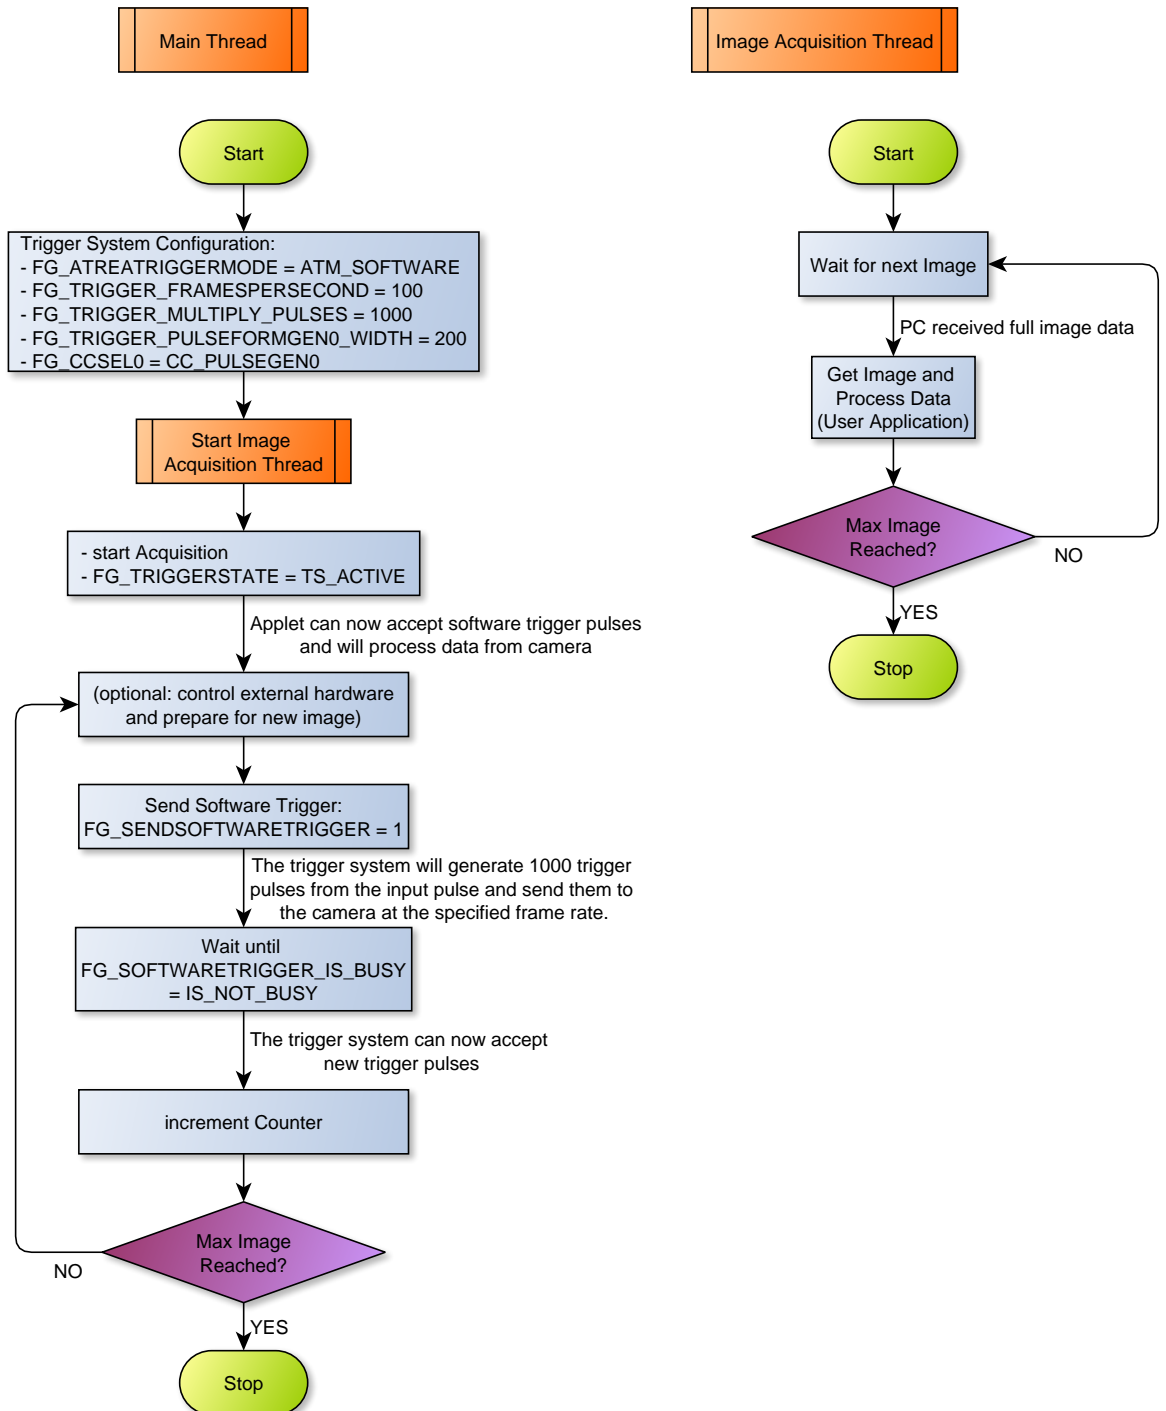 Main Thread
Start
Trigger System Configuration:
- FG_ATREATRIGGERMODE = ATM_SOFTWARE
- FG_TRIGGER_FRAMESPERSECOND = 100
- FG_TRIGGER_MULTIPLY_PULSES = 1000
- FG_TRIGGER_PULSEFORMGEN0_WIDTH = 200
- FG_CCSEL0 = CC_PULSEGEN0
Start Image
Acquisition Thread
- start Acquisition
- FG_TRIGGERSTATE = TS_ACTIVE
Applet can now accept software trigger pulses
and will process data from camera
(optional: control external hardware
and prepare for new image)
Send Software Trigger:
FG_SENDSOFTWARETRIGGER = 1
The trigger system will generate 1000 trigger
pulses from the input pulse and send them to
the camera at the specified frame rate.
Wait until
FG_SOFTWARETRIGGER_IS_BUSY
= IS_NOT_BUSY
The trigger system can now accept
new trigger pulses
increment Counter
Max Image
Reached?
NO
YES
Stop
Image Acquisition Thread
Start
Wait for next Image
PC received full image data
Get Image and
Process Data
(User Application)
Max Image
Reached?
NO
YES
Stop